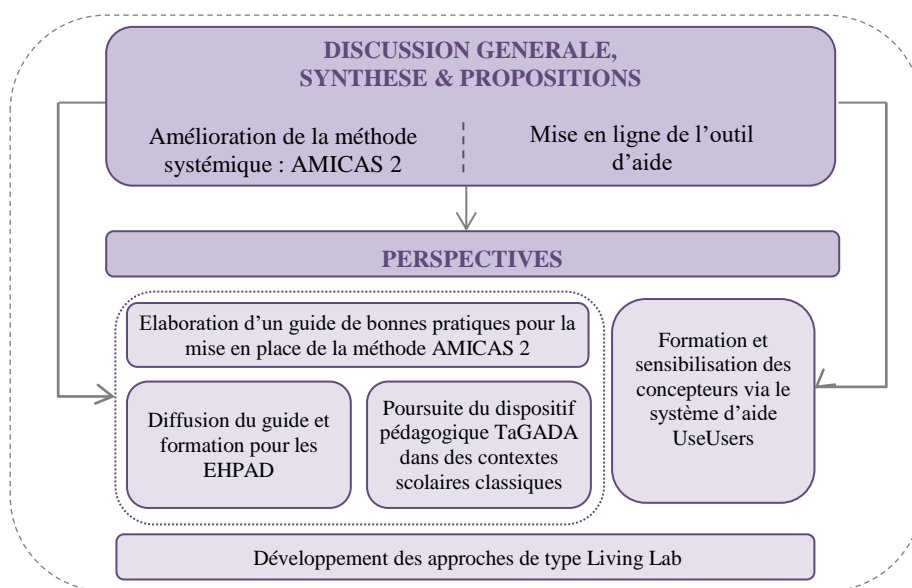 DISCUSSION GENERALE,
SYNTHESE & PROPOSITIONS
Amélioration de la méthode
systémique : AMICAS 2
Mise en ligne de l'outil
d'aide
PERSPECTIVES
Elaboration d'un guide de bonnes pratiques pour la
mise en place de la méthode AMICAS 2
Diffusion du guide et
formation pour les
EHPAD
Poursuite du dispositif
pédagogique TaGADA
dans des contextes
scolaires classiques
Formation et
sensibilisation des
concepteurs via le
système d'aide
UseUsers
Développement des approches de type Living Lab